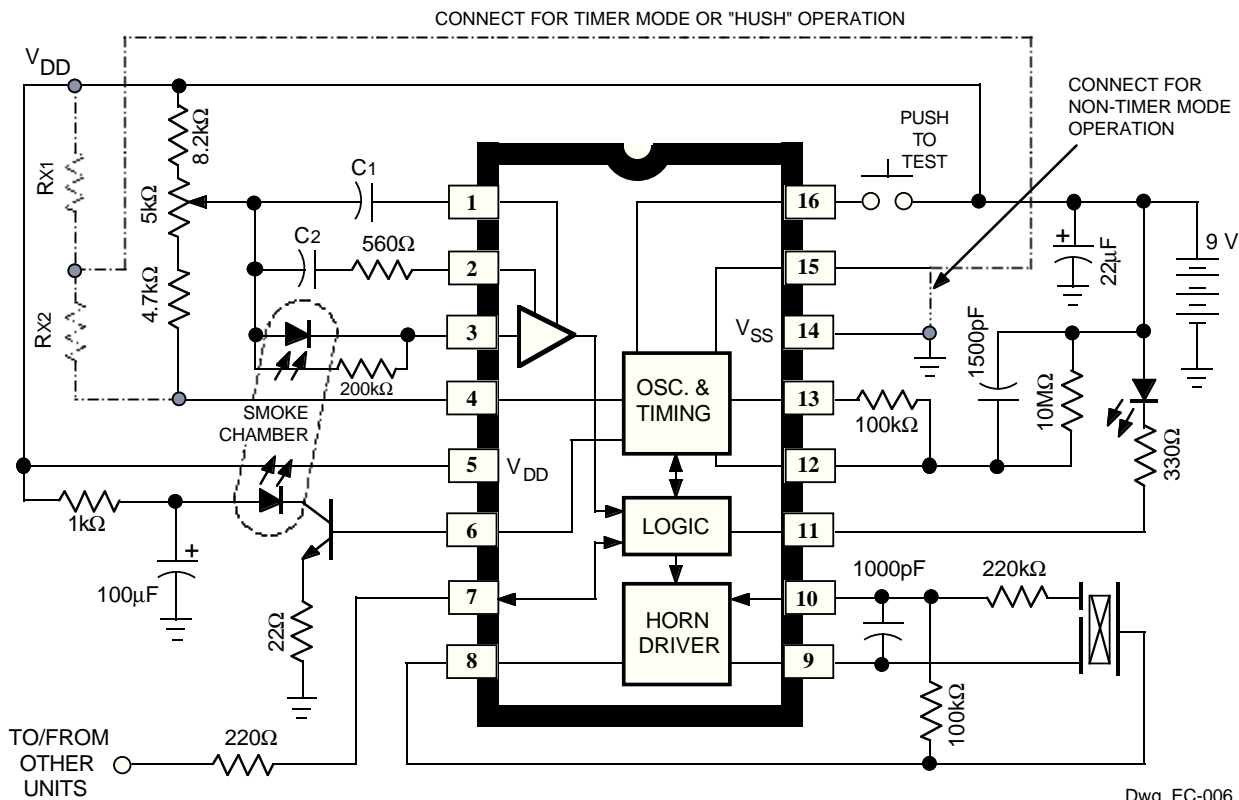 CONNECT FOR TIMER MODE OR "HUSH" OPERATION
VDD
CONNECT FOR
NON-TIMER MODE
OPERATION
PUSH
TO
TEST
8.2kΩ
RX1
5kΩ
C1
1
16
9 V
C2
560Ω
2
15
22µF
+
4.7kΩ
RX2
3
VSS
14
1500pF
200kΩ
OSC. &
TIMING
4
13
100kΩ
10MΩ
SMOKE
CHAMBER
5
VDD
12
330Ω
1kΩ
6
LOGIC
11
+
100µF
7
1000pF
220kΩ
10
22Ω
HORN
DRIVER
8
9
100kΩ
TO/FROM
OTHER
UNITS
220Ω
Dwg. EC-006